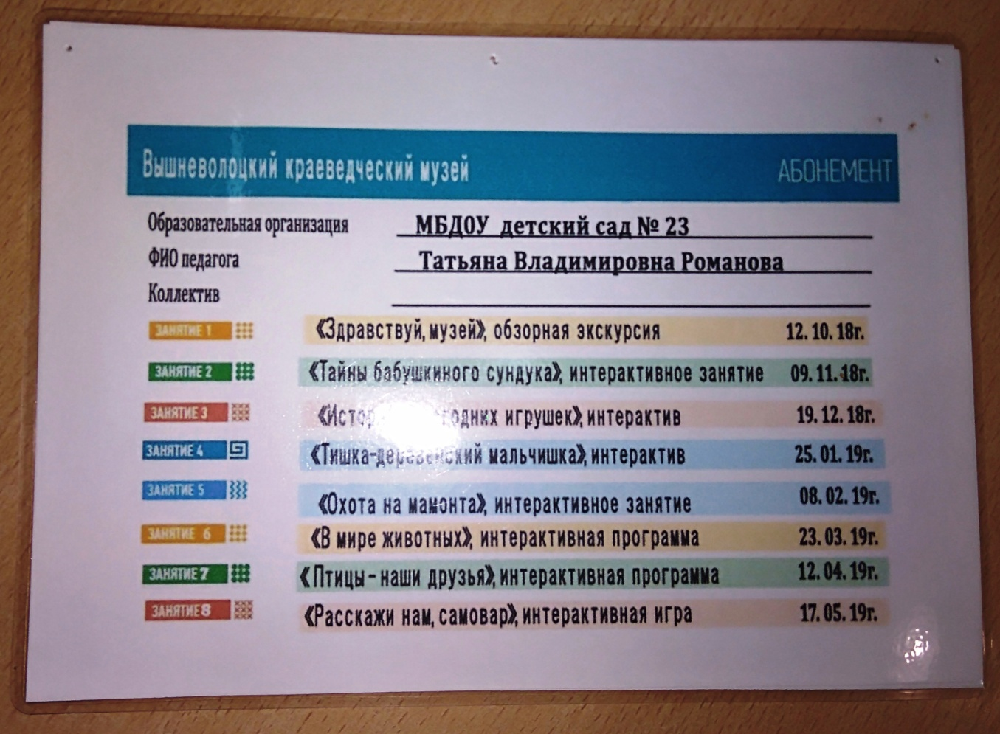 Вышневолоцкий краеведческий музей АБОНЕМЕНТ
Образовательная организация МБДОУ детский сад № 23
ФИО педагога Татьяна Владимировна Романова
Коллектив
ЗАНЯТИЕ 1 «Здравствуй, музей», обзорная экскурсия 12. 10. 18г.
ЗАНЯТИЕ 2 «Тайны бабушкиного сундука», интерактивное занятие 09. 11. 18г.
ЗАНЯТИЕ 3 игрушек», интерактив 19. 12. 18г.
ЗАНЯТИЕ 4 «Тишка-деревенский мальчишка», интерактив 25. 01. 19г.
ЗАНЯТИЕ 5 «Охота на мамонта», интерактивное занятие 08. 02. 19г.
ЗАНЯТИЕ 6 «В мире животных», интерактивная программа 23. 03. 19г.
ЗАНЯТИЕ 7 «Птицы – наши друзья», интерактивная программа 12. 04. 19г.
ЗАНЯТИЕ 8 «Расскажи нам, самовар», интерактивная игра 17. 05. 19г.